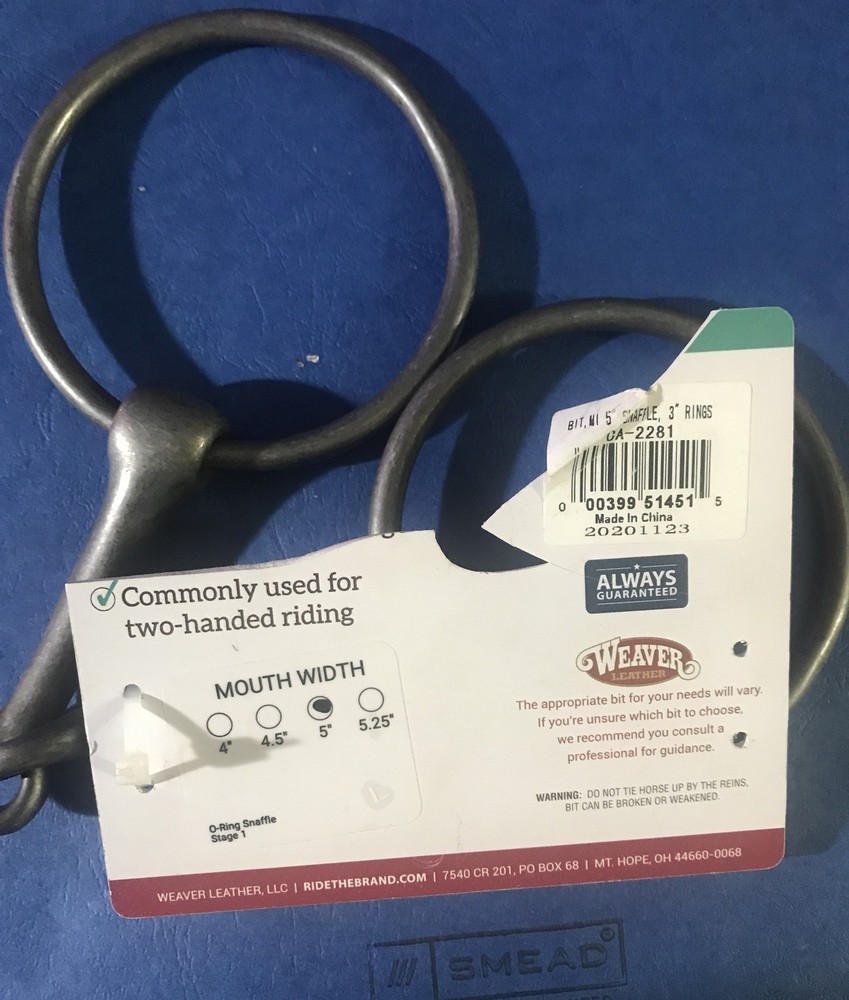 BIT, NI 5" SNAFFLE, 3" RINGS
CA-2281
0 00399 51451 5
Made In China
20201123
ALWAYS
GUARANTEED
WEAVER
LEATHER
The appropriate bit for your needs will vary.
If you're unsure which bit to choose,
we recommend you consult a
professional for guidance.
WARNING: DO NOT TIE HORSE UP BY THE REINS.
BIT CAN BE BROKEN OR WEAKENED.
Commonly used for
two-handed riding
MOUTH WIDTH
4" 4.5" 5" 5.25"
O-Ring Snaffle
Stage 1
WEAVER LEATHER, LLC | RIDETHEBRAND.COM | 7540 CR 201, PO BOX 68 | MT. HOPE, OH 44660-0068
SMEAD